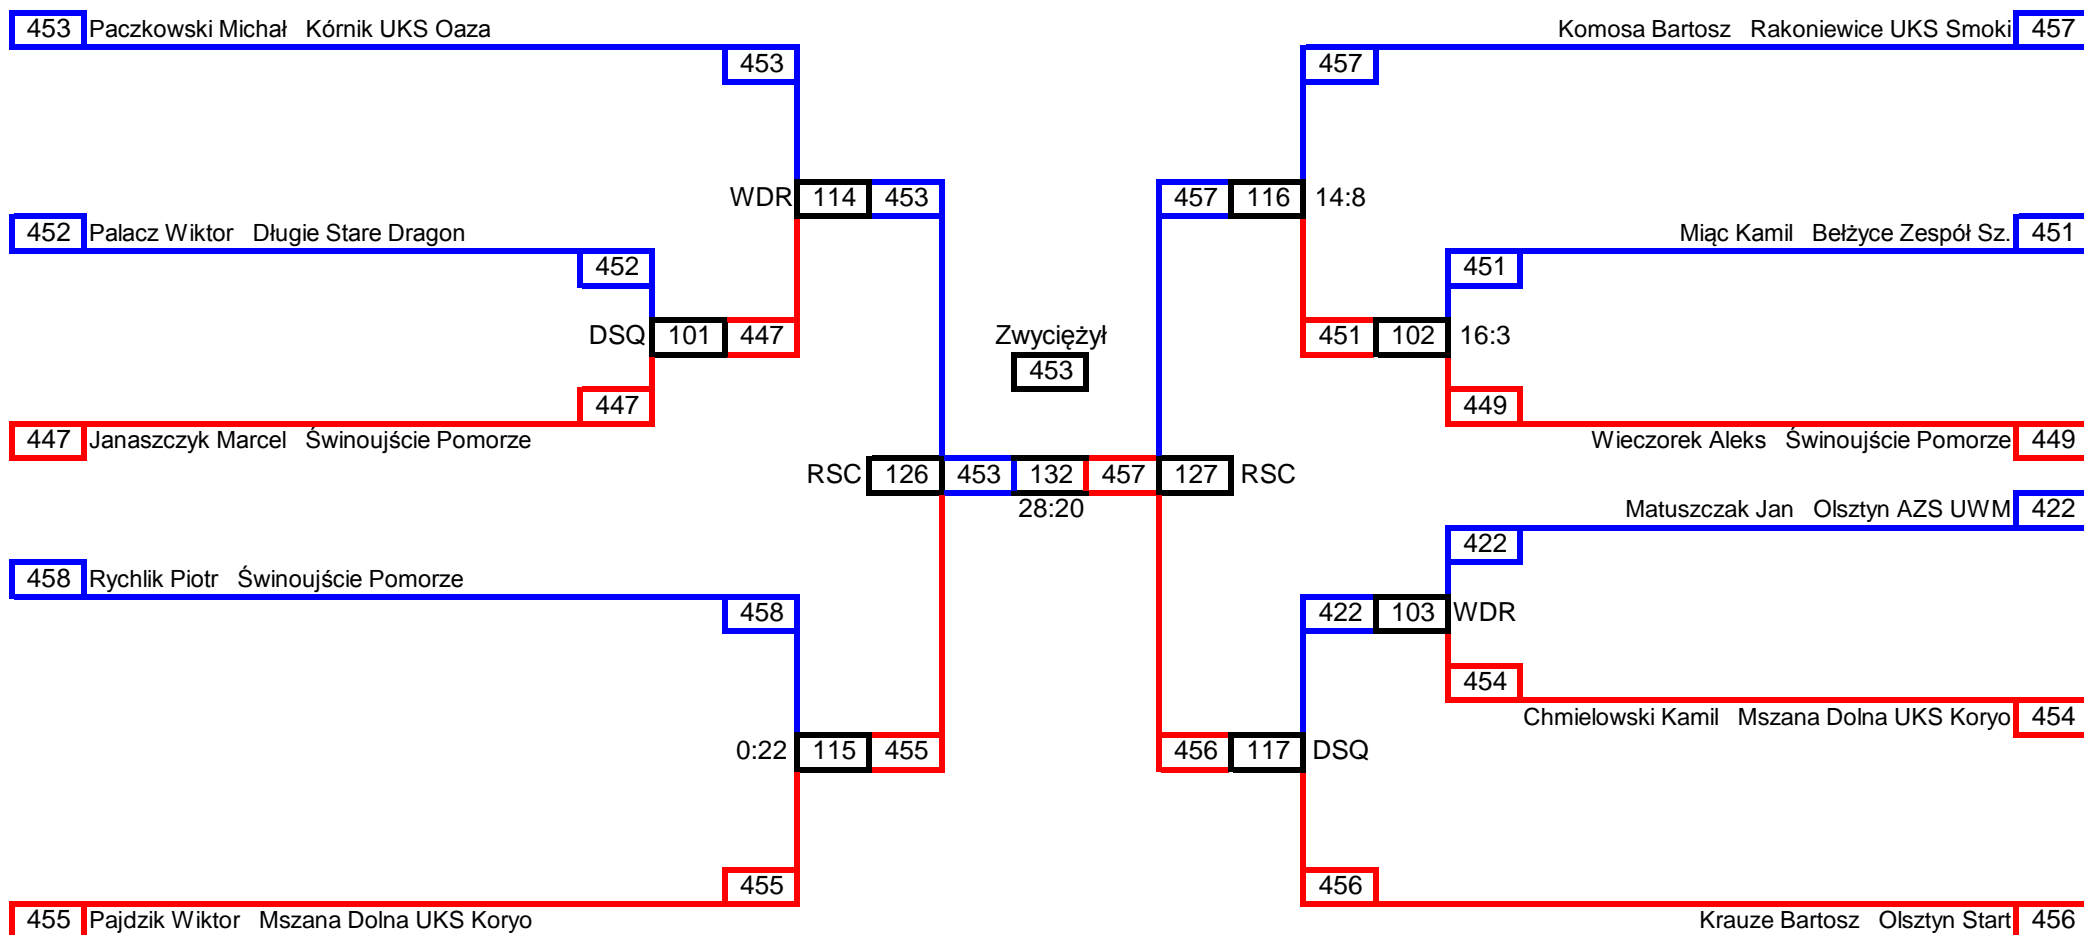 453 Paczkowski Michał Kórnik UKS Oaza
Komosa Bartosz Rakoniewice UKS Smoki 457
453
457
WDR 114 453
457 116 14:8
452 Palacz Wiktor Długie Stare Dragon
Miąc Kamil Bełżyce Zespół Sz. 451
452
451
DSQ 101 447
Zwyciężył
451 102 16:3
453
447
449
447 Janaszczyk Marcel Świnoujście Pomorze
Wieczorek Aleks Świnoujście Pomorze 449
RSC 126 453 132 457 127 RSC
28:20
Matuszczak Jan Olsztyn AZS UWM 422
422
458 Rychlik Piotr Świnoujście Pomorze
458
422 103 WDR
454
Chmielowski Kamil Mszana Dolna UKS Koryo 454
0:22 115 455
456 117 DSQ
455
456
455 Pajdzik Wiktor Mszana Dolna UKS Koryo
Krauze Bartosz Olsztyn Start 456